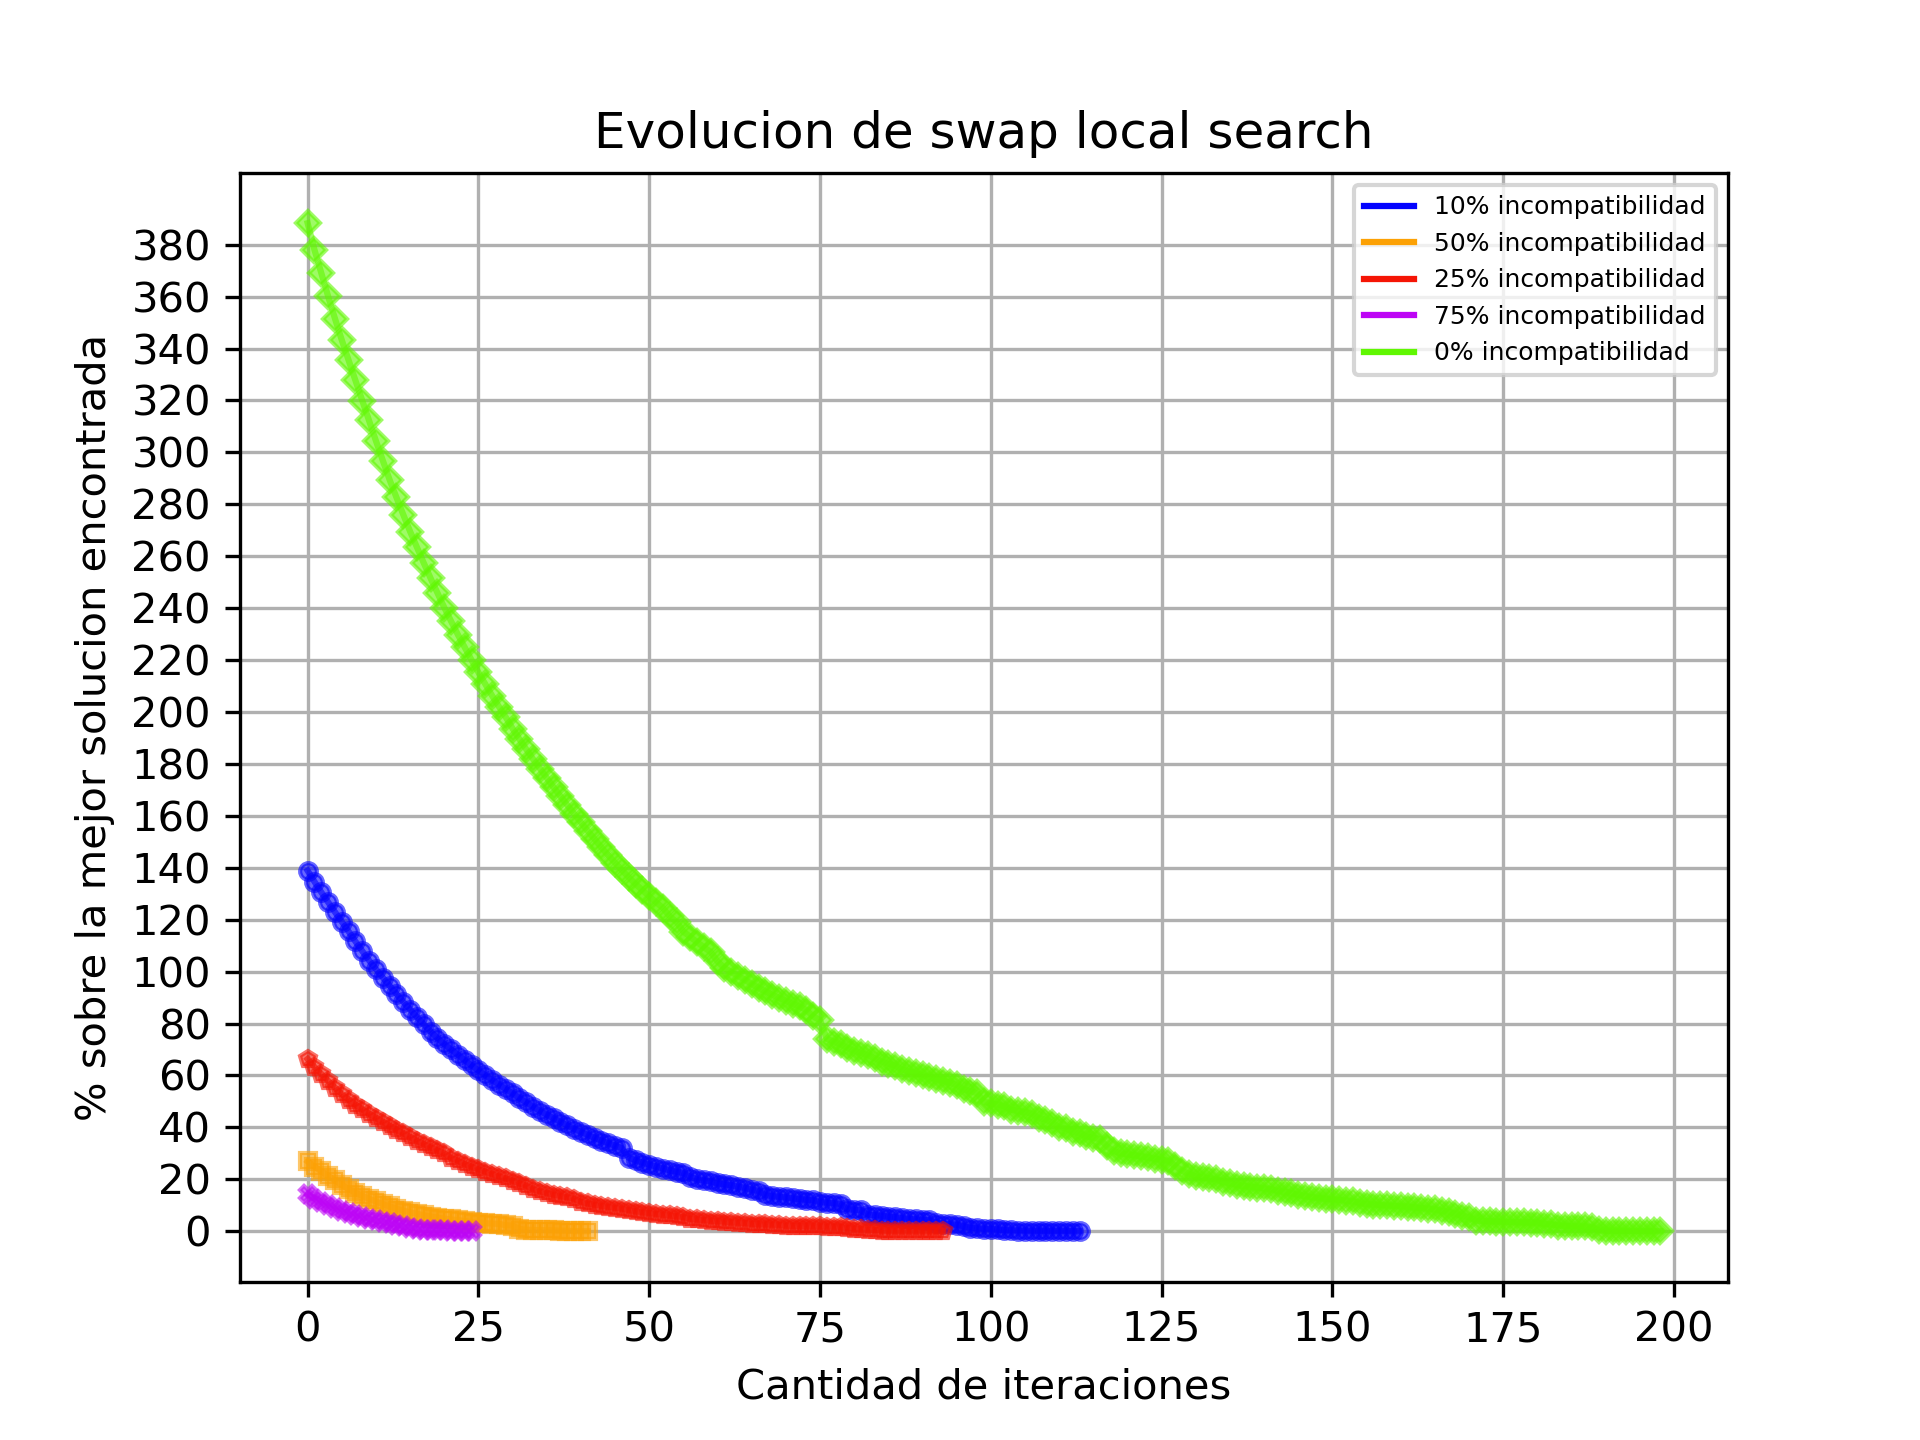 Evolucion de swap local search
% sobre la mejor solucion encontrada
380
360
340
320
300
280
260
240
220
200
180
160
140
120
100
80
60
40
20
0
10% incompatibilidad
50% incompatibilidad
25% incompatibilidad
75% incompatibilidad
0% incompatibilidad
0 25 50 75 100 125 150 175 200
Cantidad de iteraciones